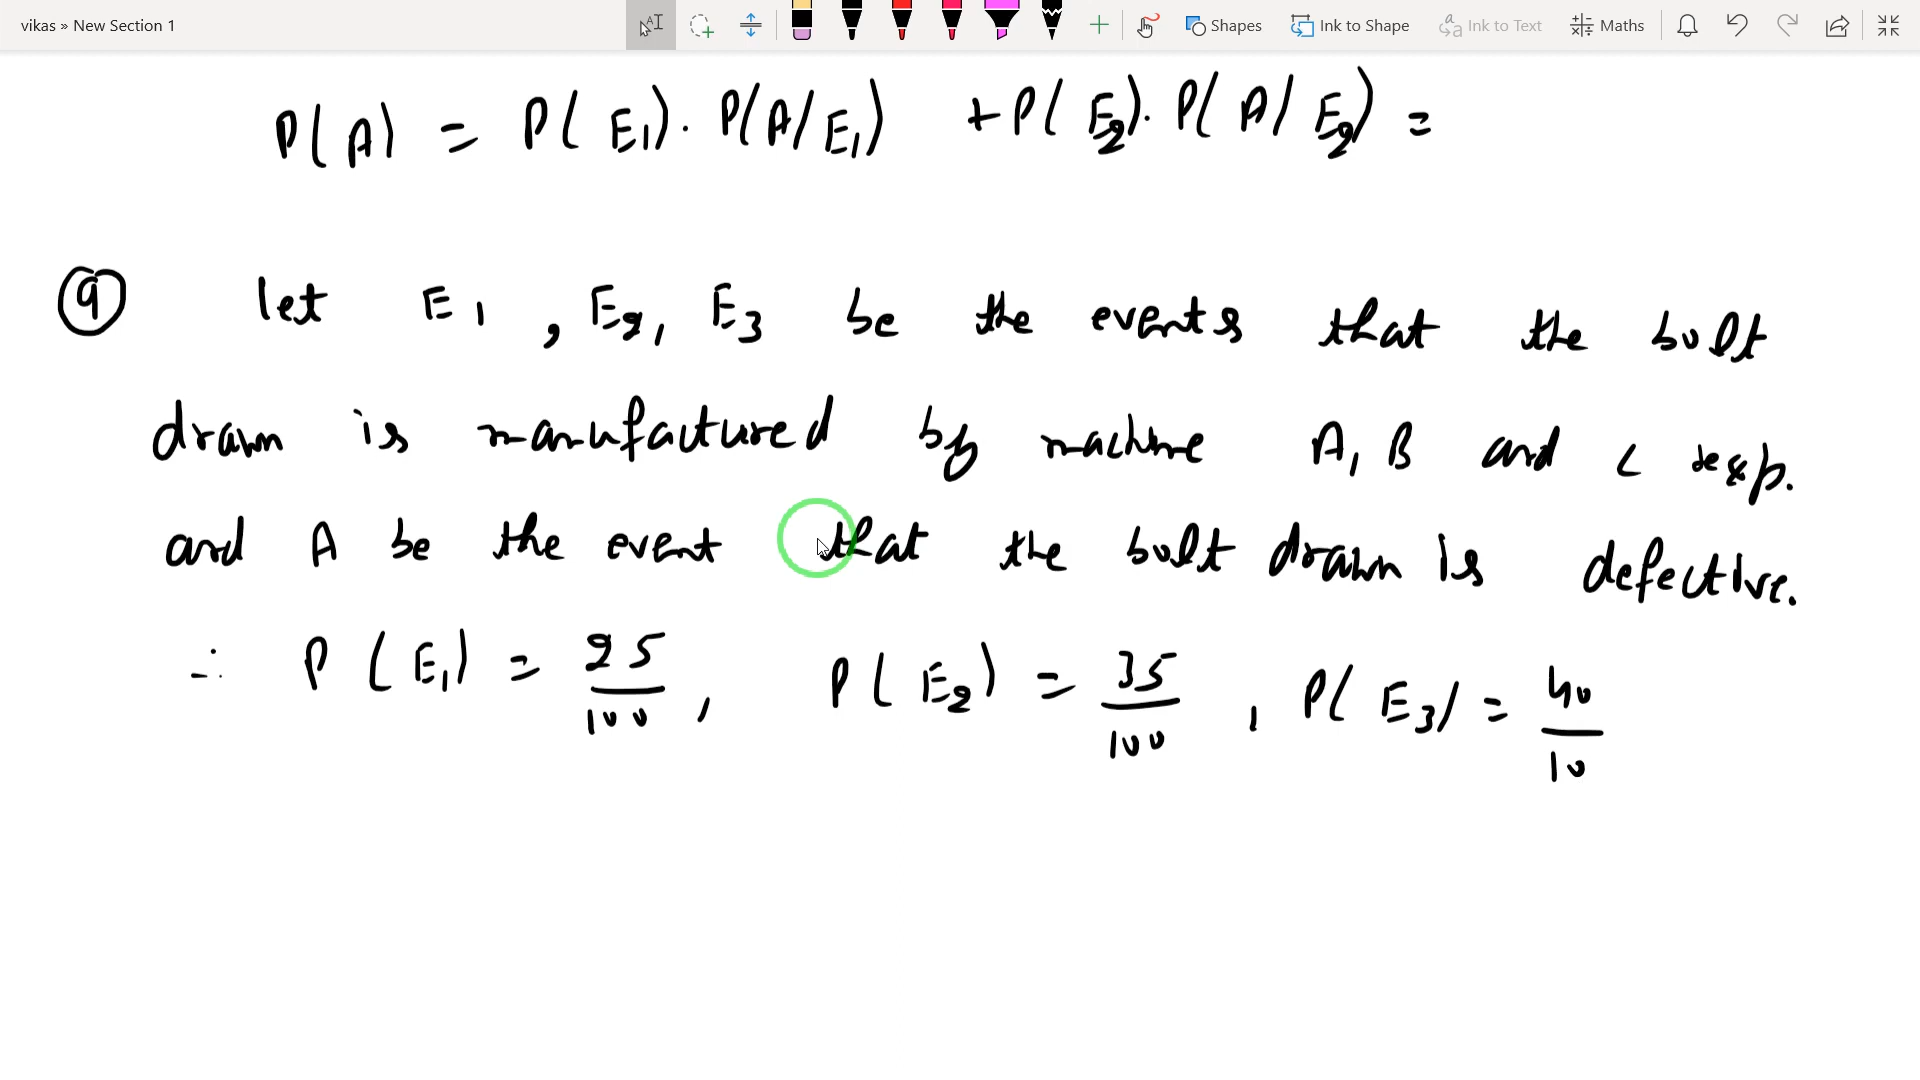 vikas » New Section 1 Shapes Ink to Shape Ink to Text Maths
P(A) = P(E1). P(A/E1) + P(E2). P(A/E2) =
9 let E1, E2, E3 be the events that the bolt
drawn is manufactured by machine A, B and C resp.
and A be the event that the bolt drawn is defective.
∴ P(E1) = 25/100, P(E2) = 35/100, P(E3) = 40/10